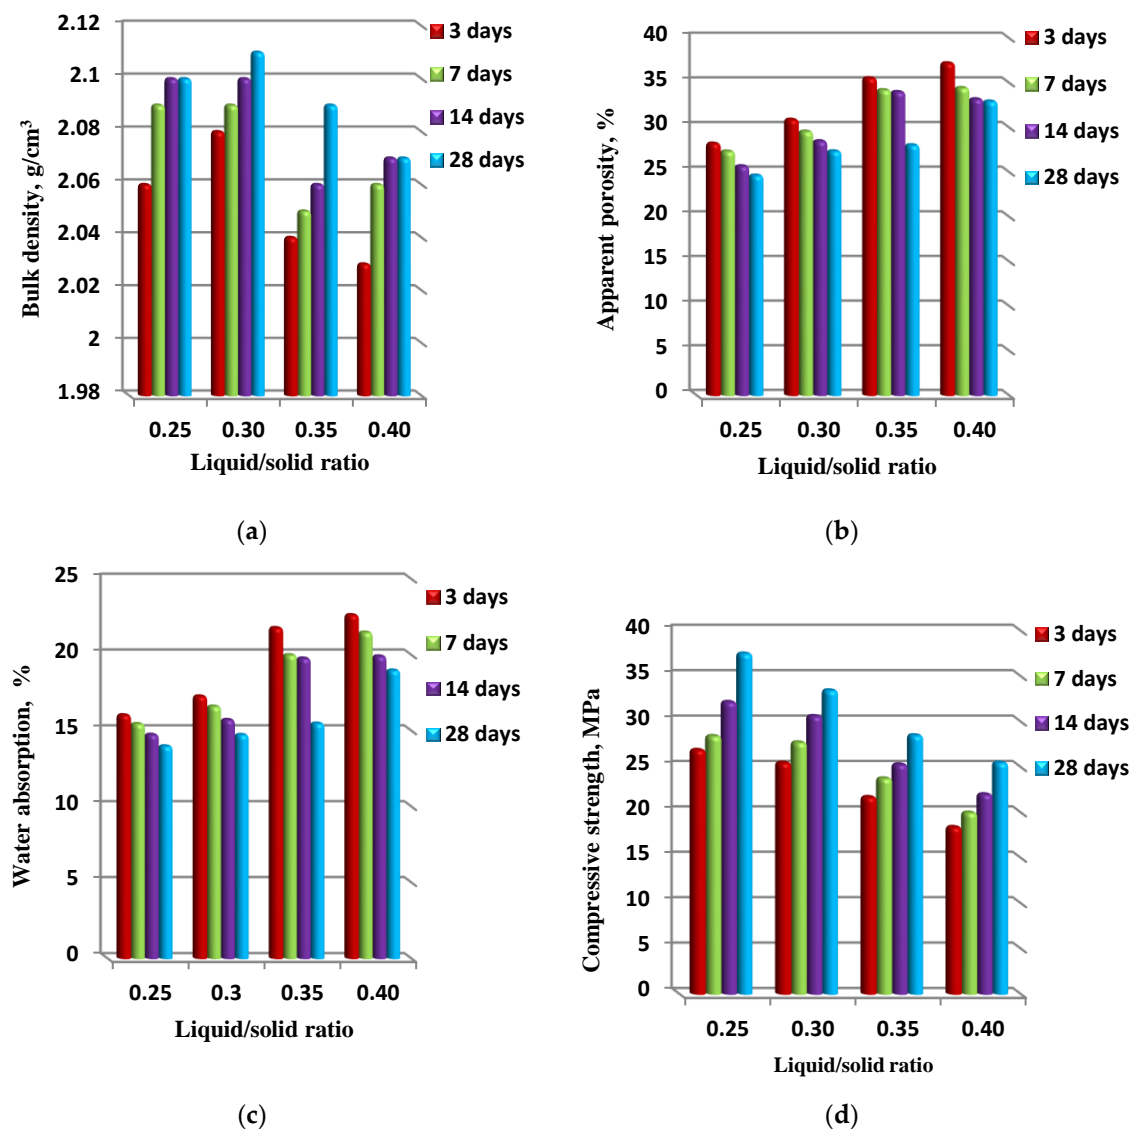 2.12
2.1
2.08
2.06
2.04
2.02
2
1.98
Bulk density, g/cm³
0.25 0.30 0.35 0.40
Liquid/solid ratio
3 days
7 days
14 days
28 days
(a)
40
35
30
25
20
15
10
5
0
Apparent porosity, %
0.25 0.30 0.35 0.40
Liquid/solid ratio
3 days
7 days
14 days
28 days
(b)
25
20
15
10
5
0
Water absorption, %
0.25 0.3 0.35 0.40
Liquid/solid ratio
3 days
7 days
14 days
28 days
(c)
40
35
30
25
20
15
10
5
0
Compressive strength, MPa
0.25 0.30 0.35 0.40
Liquid/solid ratio
3 days
7 days
14 days
28 days
(d)